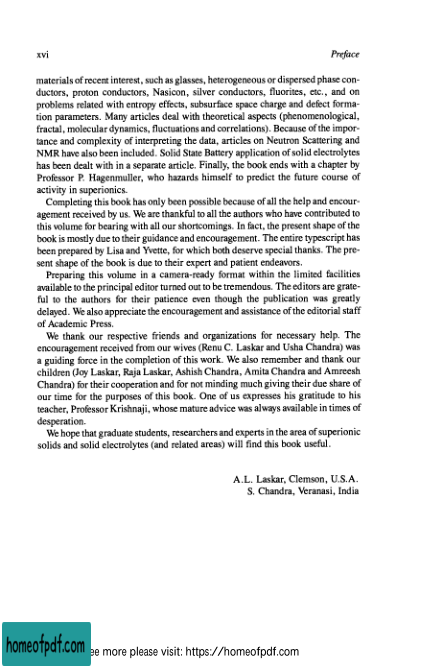 xvi
Preface
materials of recent interest, such as glasses, heterogeneous or dispersed phase con-
ductors, proton conductors, Nasicon, silver conductors, fluorites, etc., and on
problems related with entropy effects, subsurface space charge and defect forma-
tion parameters. Many articles deal with theoretical aspects (phenomenological,
fractal, molecular dynamics, fluctuations and correlations). Because of the impor-
tance and complexity of interpreting the data, articles on Neutron Scattering and
NMR have also been included. Solid State Battery application of solid electrolytes
has been dealt with in a separate article. Finally, the book ends with a chapter by
Professor P. Hagenmuller, who hazards himself to predict the future course of
activity in superionics.
Completing this book has only been possible because of all the help and encour-
agement received by us. We are thankful to all the authors who have contributed to
this volume for bearing with all our shortcomings. In fact, the present shape of the
book is mostly due to their guidance and encouragement. The entire typescript has
been prepared by Lisa and Yvette, for which both deserve special thanks. The pre-
sent shape of the book is due to their expert and patient endeavors.
Preparing this volume in a camera-ready format within the limited facilities
available to the principal editor turned out to be tremendous. The editors are grate-
ful to the authors for their patience even though the publication was greatly
delayed. We also appreciate the encouragement and assistance of the editorial staff
of Academic Press.
We thank our respective friends and organizations for necessary help. The
encouragement received from our wives (Renu C. Laskar and Usha Chandra) was
a guiding force in the completion of this work. We also remember and thank our
children (Joy Laskar, Raja Laskar, Ashish Chandra, Amita Chandra and Amreesh
Chandra) for their cooperation and for not minding much giving their due share of
our time for the purposes of this book. One of us expresses his gratitude to his
teacher, Professor Krishnaji, whose mature advice was always available in times of
desperation.
We hope that graduate students, researchers and experts in the area of superionic
solids and solid electrolytes (and related areas) will find this book useful.
A.L. Laskar, Clemson, U.S.A.
S. Chandra, Veranasi, India
homeofpdf.com
ee more please visit: https://homeofpdf.com